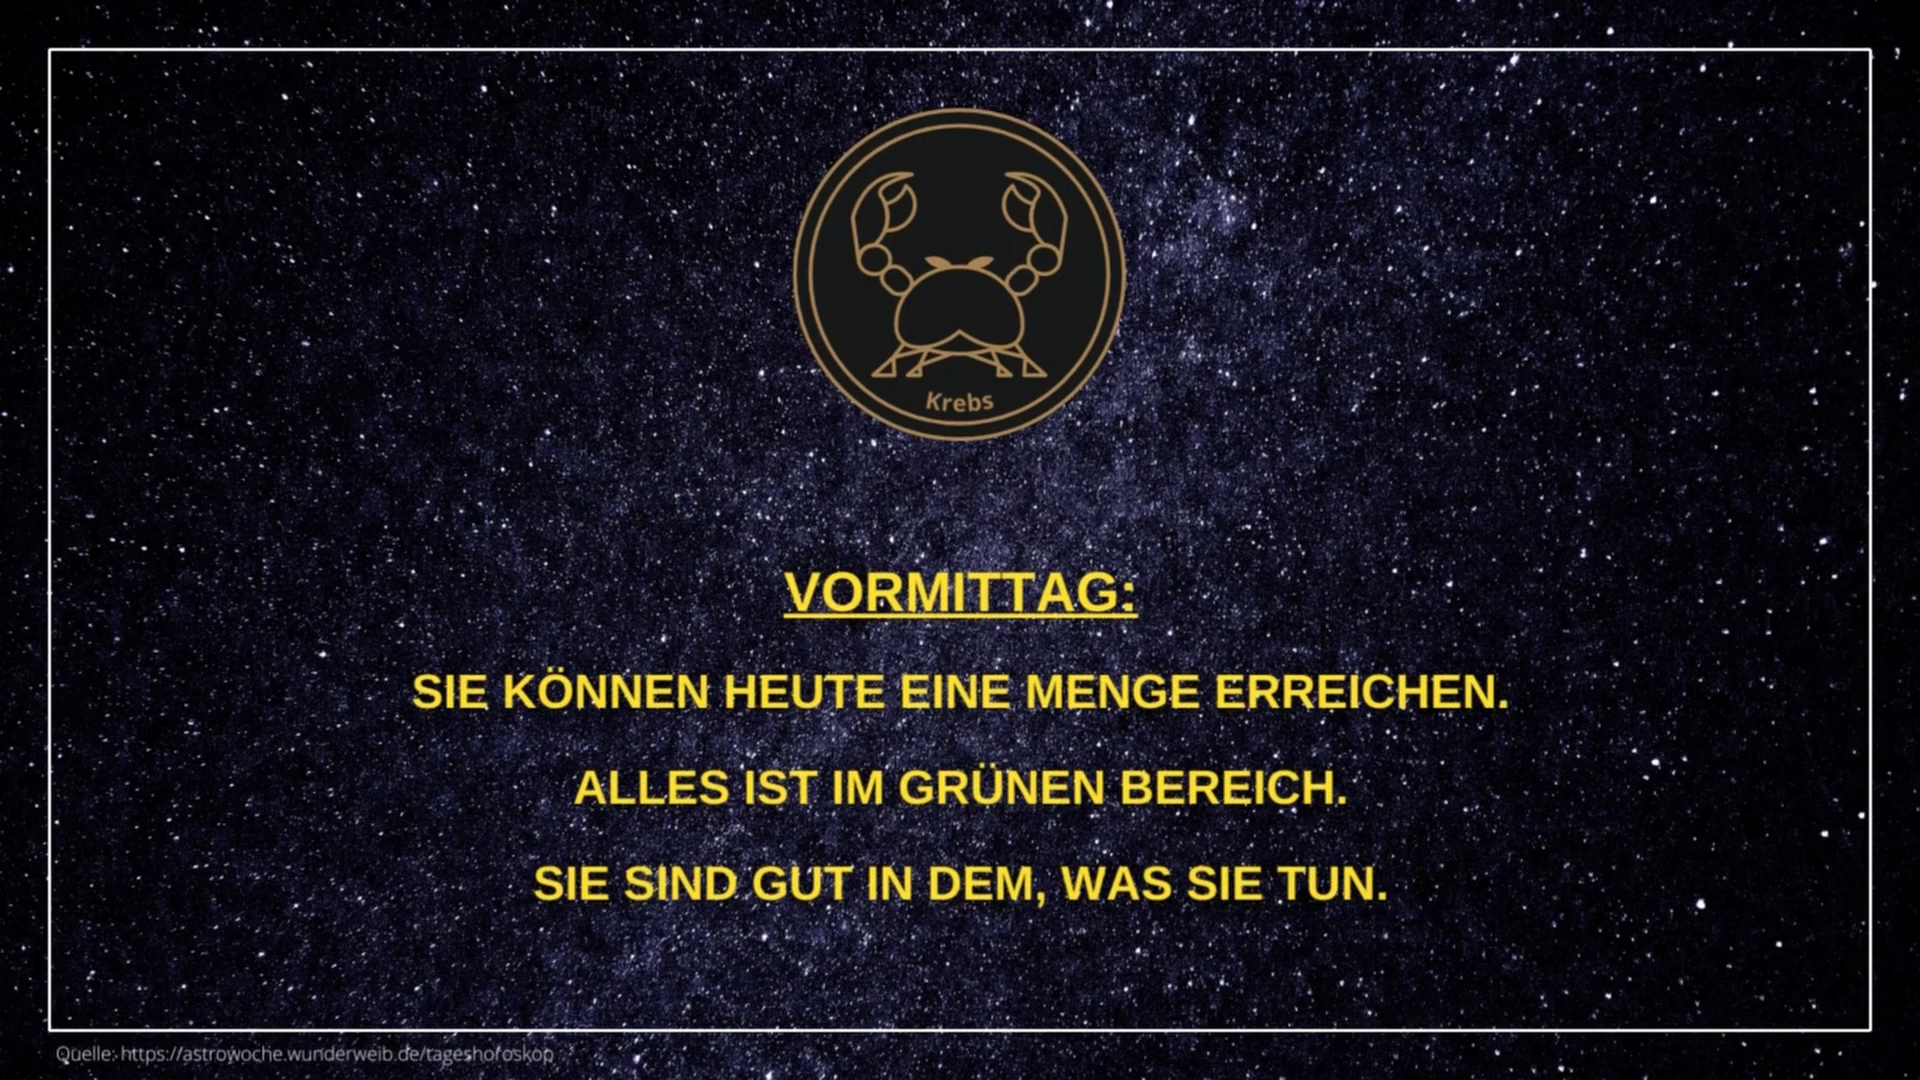 Krebs
VORMITTAG:
SIE KÖNNEN HEUTE EINE MENGE ERREICHEN.
ALLES IST IM GRÜNEN BEREICH.
SIE SIND GUT IN DEM, WAS SIE TUN.
Quelle: https://astrowoche.wunderweib.de/tageshoroskop